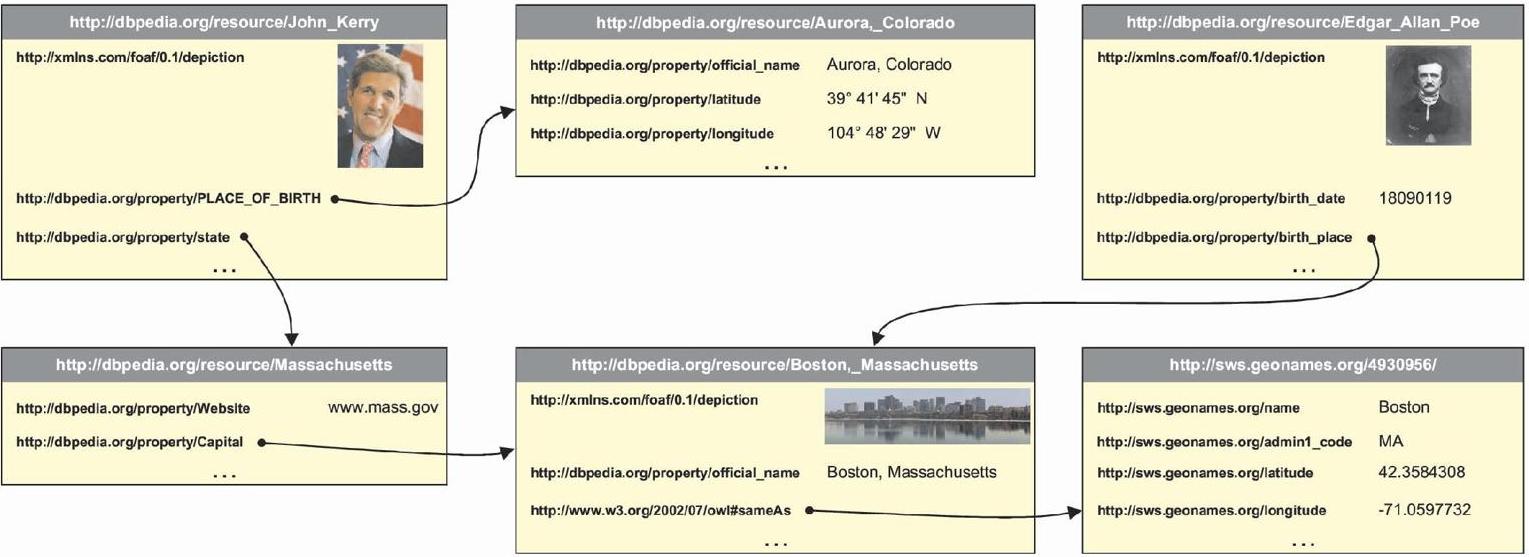 http://dbpedia.org/resource/John_Kerry
http://xmlns.com/foaf/0.1/depiction
http://dbpedia.org/property/PLACE_OF_BIRTH
http://dbpedia.org/property/state
...
http://dbpedia.org/resource/Aurora,_Colorado
http://dbpedia.org/property/official_name Aurora, Colorado
http://dbpedia.org/property/latitude 39° 41' 45" N
http://dbpedia.org/property/longitude 104° 48' 29" W
...
http://dbpedia.org/resource/Edgar_Allan_Poe
http://xmlns.com/foaf/0.1/depiction
http://dbpedia.org/property/birth_date 18090119
http://dbpedia.org/property/birth_place
...
http://dbpedia.org/resource/Massachusetts
http://dbpedia.org/property/Website www.mass.gov
http://dbpedia.org/property/Capital
...
http://dbpedia.org/resource/Boston,_Massachusetts
http://xmlns.com/foaf/0.1/depiction
http://dbpedia.org/property/official_name Boston, Massachusetts
http://www.w3.org/2002/07/owl#sameAs
...
http://sws.geonames.org/4930956/
http://sws.geonames.org/name Boston
http://sws.geonames.org/admin1_code MA
http://sws.geonames.org/latitude 42.3584308
http://sws.geonames.org/longitude -71.0597732
...